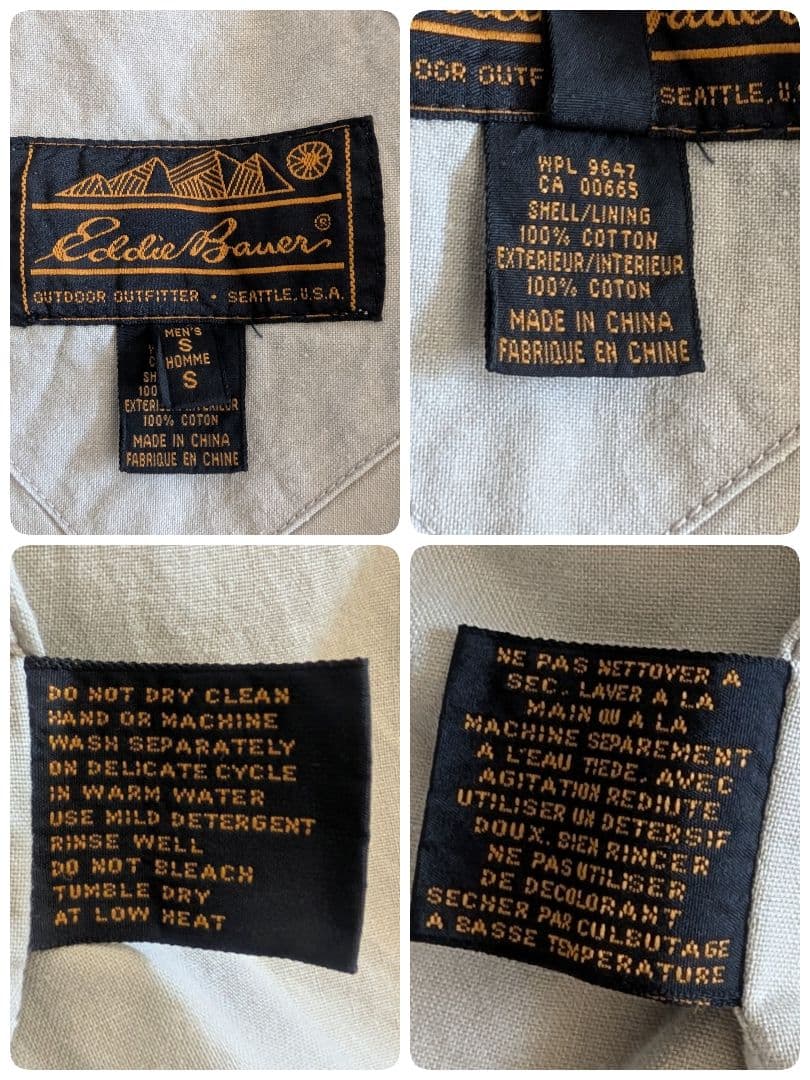 Eddie Bauer®
OUTDOOR OUTFITTER • SEATTLE, U.S.A.
MEN'S
S
HOMME
S
SH
100
EXTERI
100% COTON
MADE IN CHINA
FABRIQUE EN CHINE
OOR OUTF
SEATTLE, U.S
WPL 9647
CA 00665
SHELL/LINING
100% COTTON
EXTERIEUR/INTERIEUR
100% COTON
MADE IN CHINA
FABRIQUE EN CHINE
DO NOT DRY CLEAN
HAND OR MACHINE
WASH SEPARATELY
ON DELICATE CYCLE
IN WARM WATER
USE MILD DETERGENT
RINSE WELL
DO NOT BLEACH
TUMBLE DRY
AT LOW HEAT
NE PAS NETTOYER A
SEC. LAVER A LA
MAIN OU A LA
MACHINE SEPAREMENT
A L'EAU TIEDE, AVEC
AGITATION REDUITE
UTILISER UN DETERSIF
DOUX. BIEN RINCER
NE PAS UTILISER
DE DECOLORANT
SECHER PAR CULBUTAGE
A BASSE TEMPERATURE